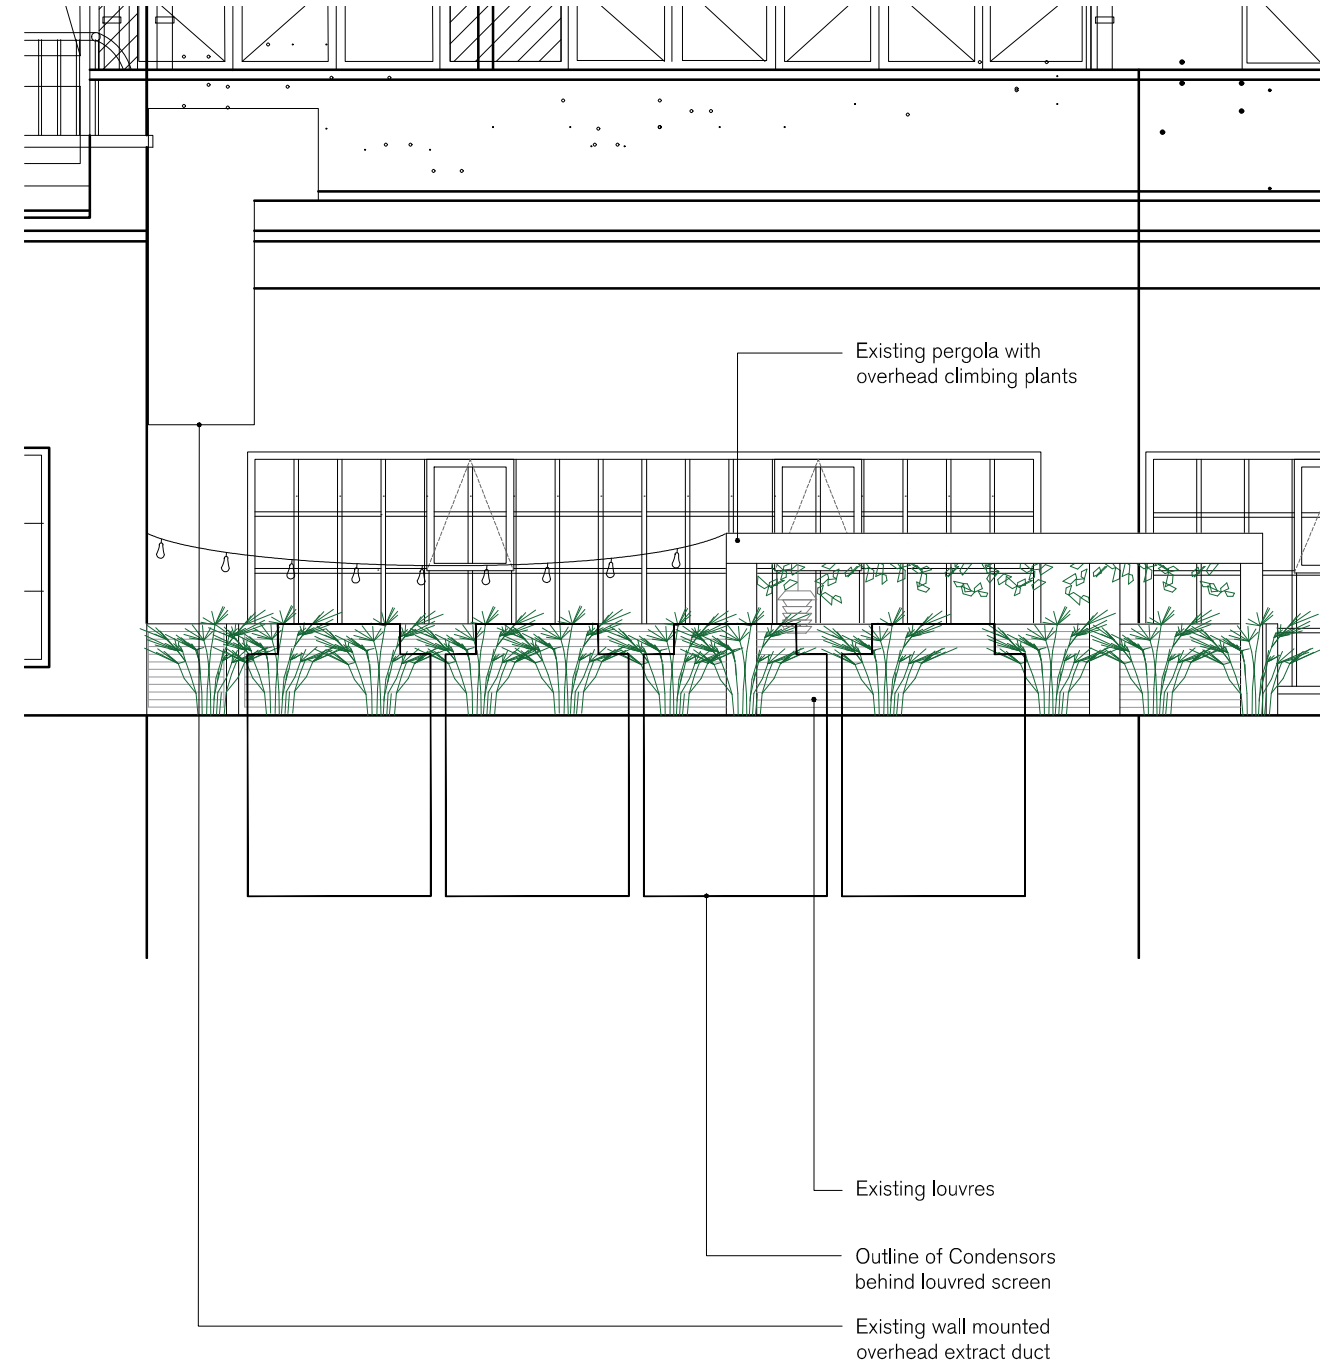 Existing pergola with
overhead climbing plants
Existing louvres
Outline of Condensors
behind louvred screen
Existing wall mounted
overhead extract duct